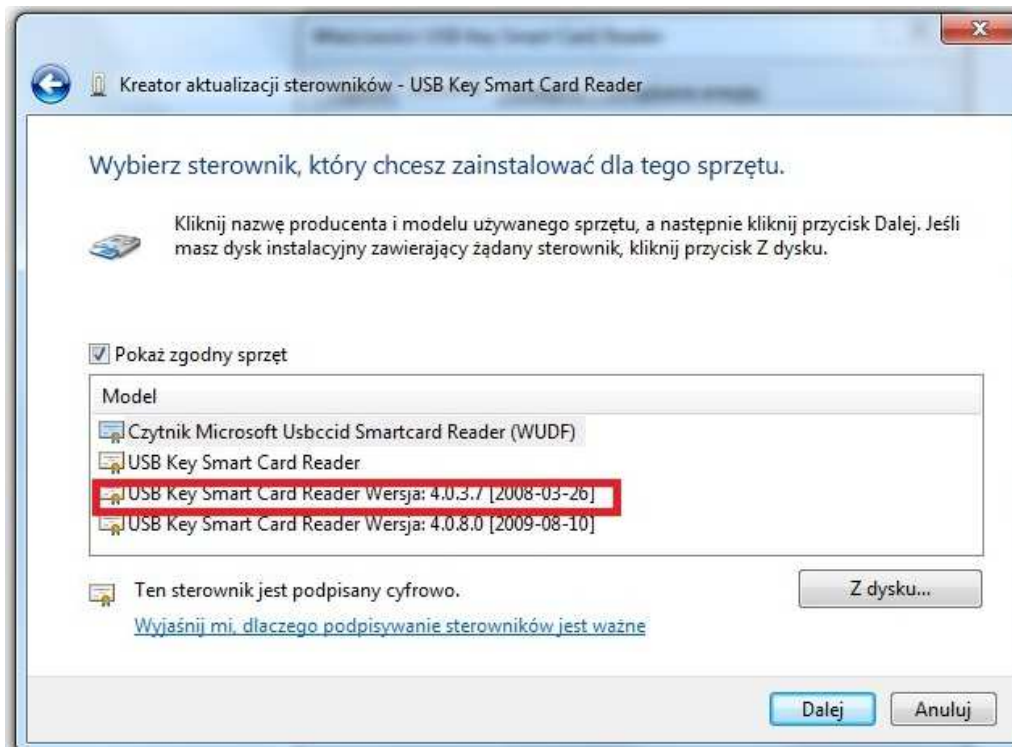 Kreator aktualizacji sterowników - USB Key Smart Card Reader
Wybierz sterownik, który chcesz zainstalować dla tego sprzętu.
Kliknij nazwę producenta i modelu używanego sprzętu, a następnie kliknij przycisk Dalej. Jeśli
masz dysk instalacyjny zawierający żądany sterownik, kliknij przycisk Z dysku.
Pokaż zgodny sprzęt
Model
Czytnik Microsoft Usbccid Smartcard Reader (WUDF)
USB Key Smart Card Reader
USB Key Smart Card Reader Wersja: 4.0.3.7 [2008-03-26]
USB Key Smart Card Reader Wersja: 4.0.8.0 [2009-08-10]
Ten sterownik jest podpisany cyfrowo.
Z dysku...
Wyjaśnij mi, dlaczego podpisywanie sterowników jest ważne
Dalej
Anuluj